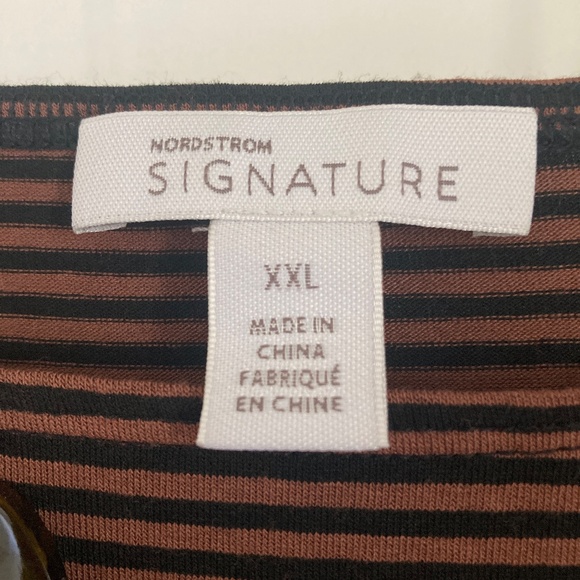 NORDSTROM
SIGNATURE
XXL
MADE IN
CHINA
FABRIQUÉ
EN CHINE